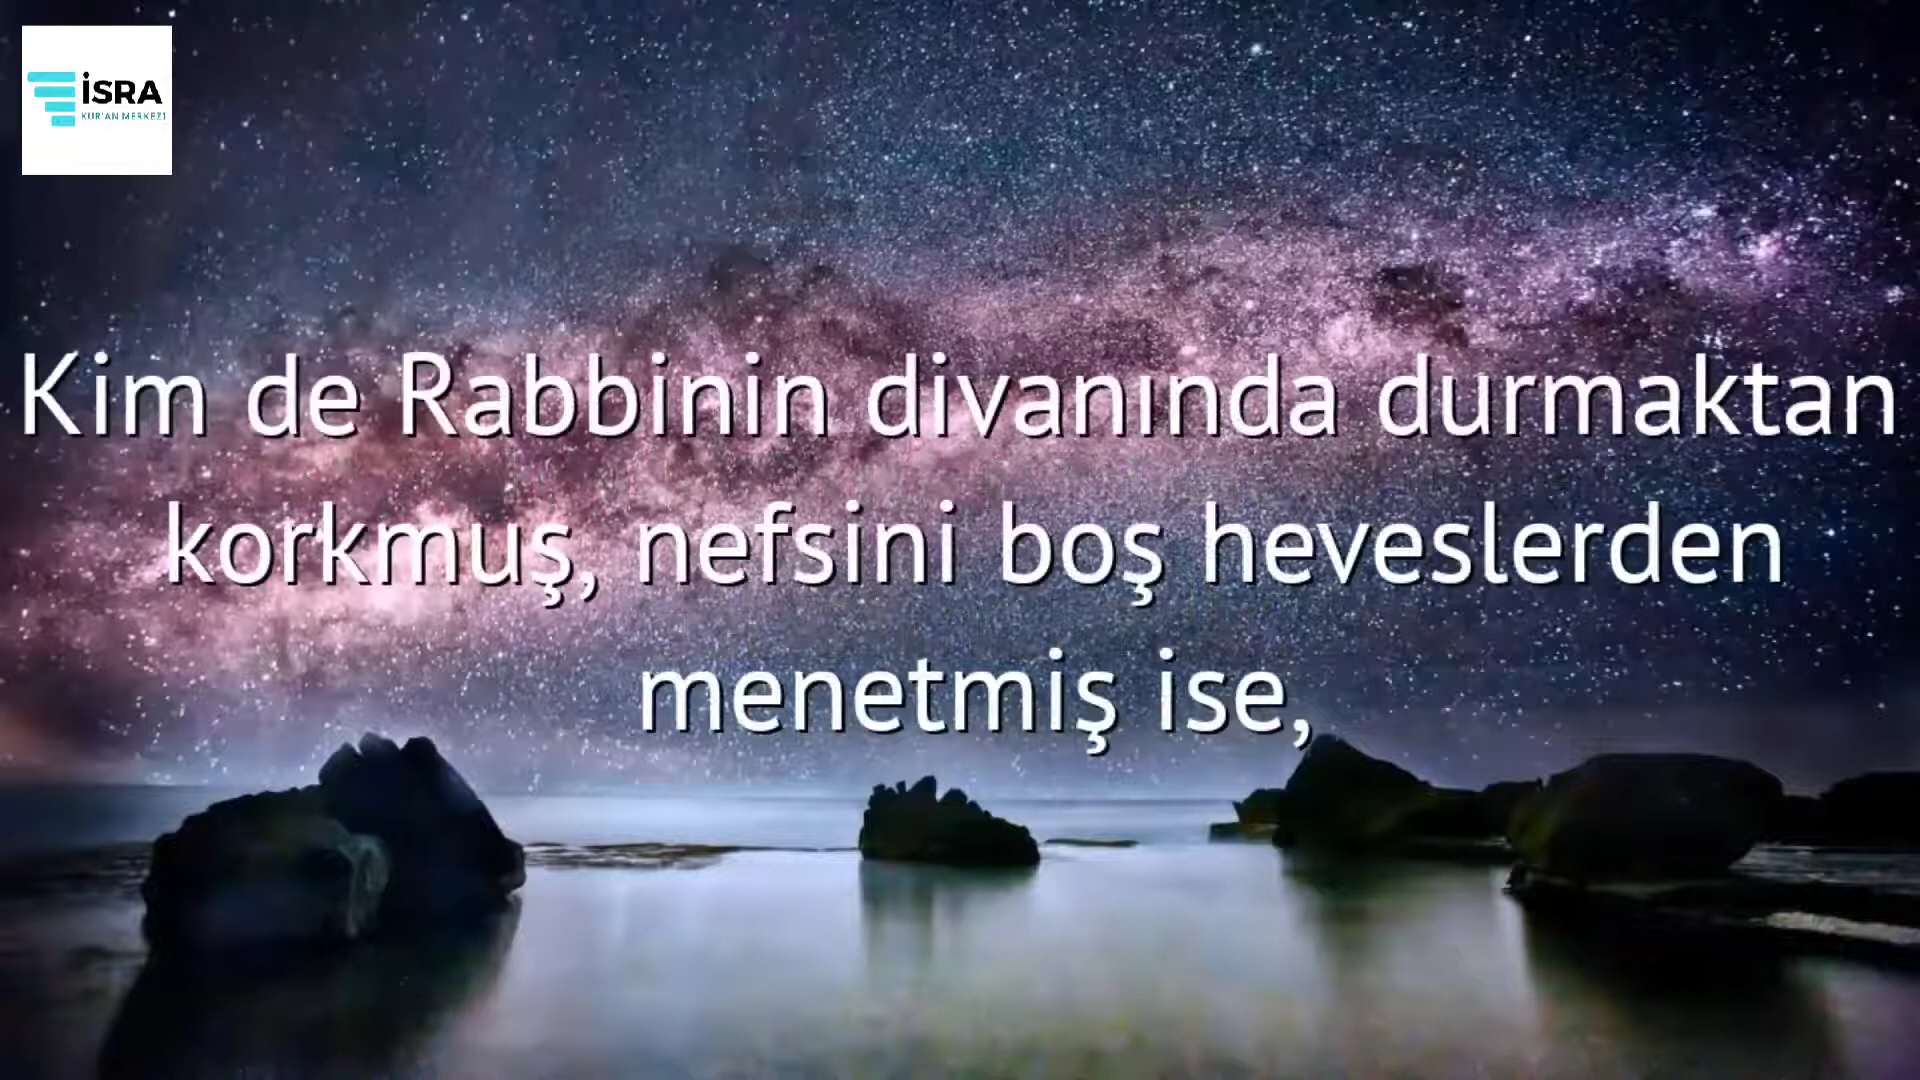 İSRA
KUR'AN MERKEZİ
Kim de Rabbinin divanında durmaktan
korkmuş, nefsini boş heveslerden
menetmiş ise,